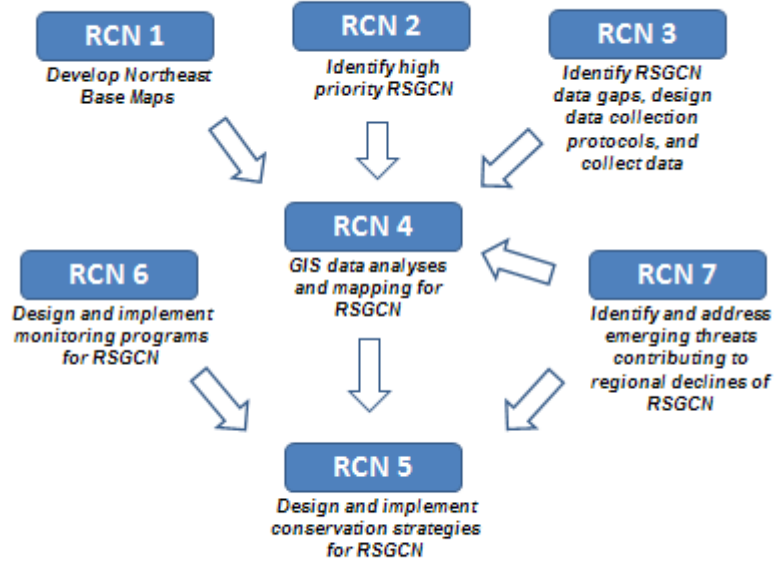 RCN 1
Develop Northeast
Base Maps
RCN 2
Identify high
priority RSGCN
RCN 3
Identify RSGCN
data gaps, design
data collection
protocols, and
collect data
RCN 4
GIS data analyses
and mapping for
RSGCN
RCN 6
Design and implement
monitoring programs
for RSGCN
RCN 7
Identify and address
emerging threats
contributing to
regional declines of
RSGCN
RCN 5
Design and implement
conservation strategies
for RSGCN